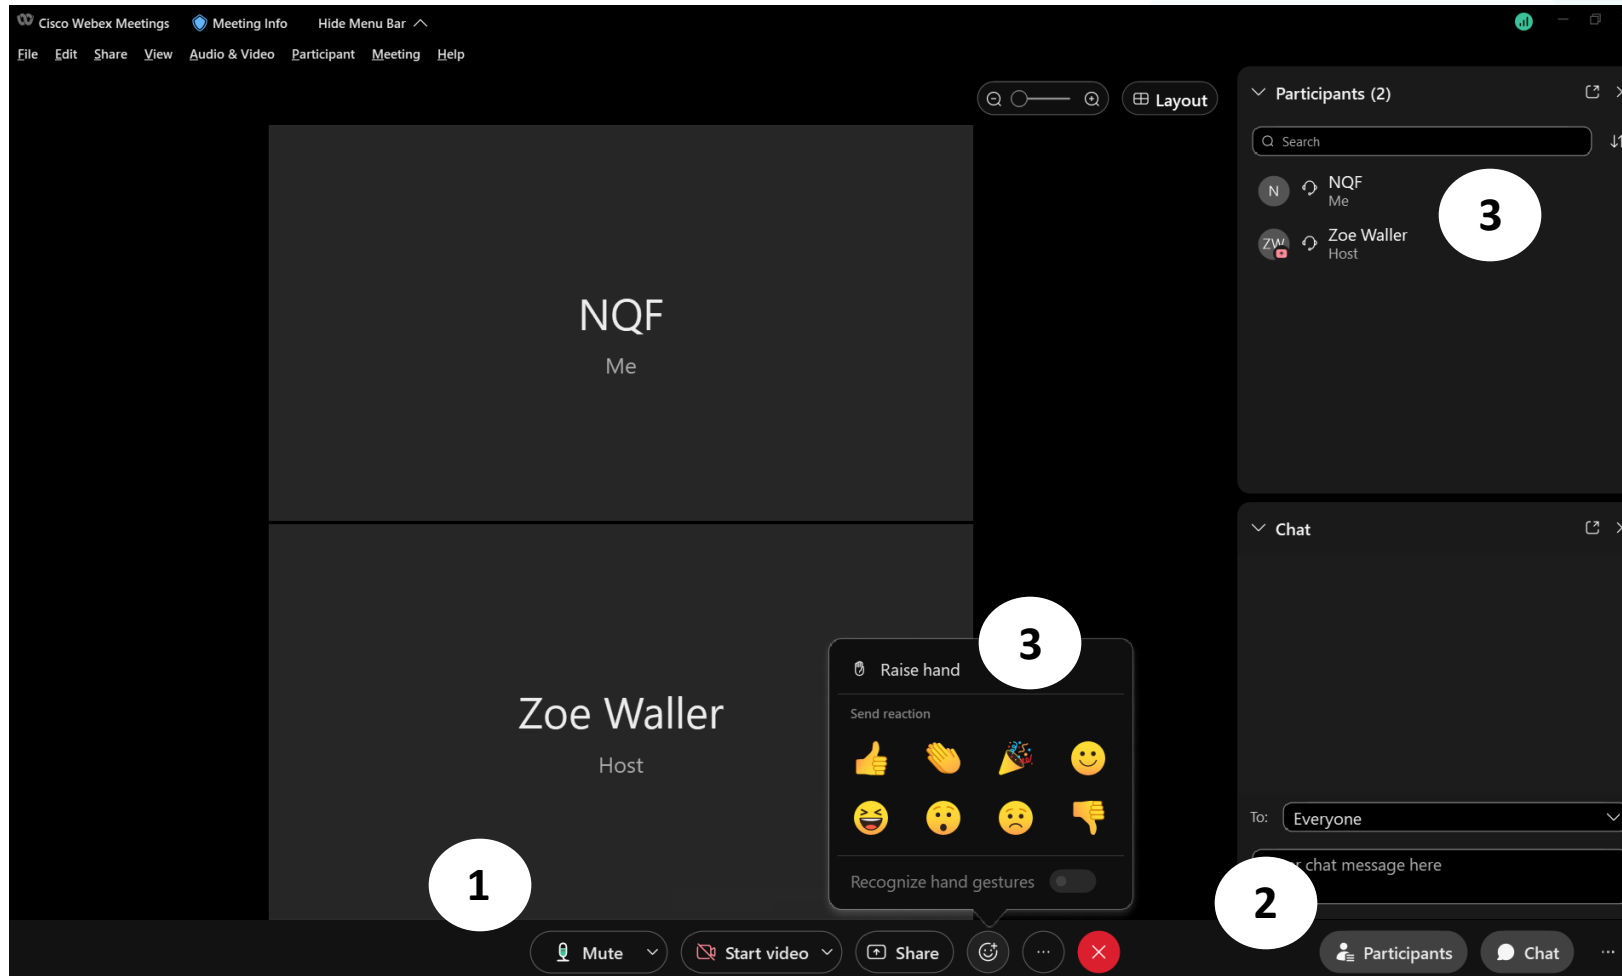 Cisco Webex Meetings Meeting Info Hide Menu Bar
File Edit Share View Audio & Video Participant Meeting Help
Layout
Participants (2)
Search
N NQF
Me
ZW Zoe Waller
Host
3
NQF
Me
Zoe Waller
Host
3
Raise hand
Send reaction
Recognize hand gestures
Chat
To: Everyone
chat message here
1
2
Mute Start video Share Participants Chat